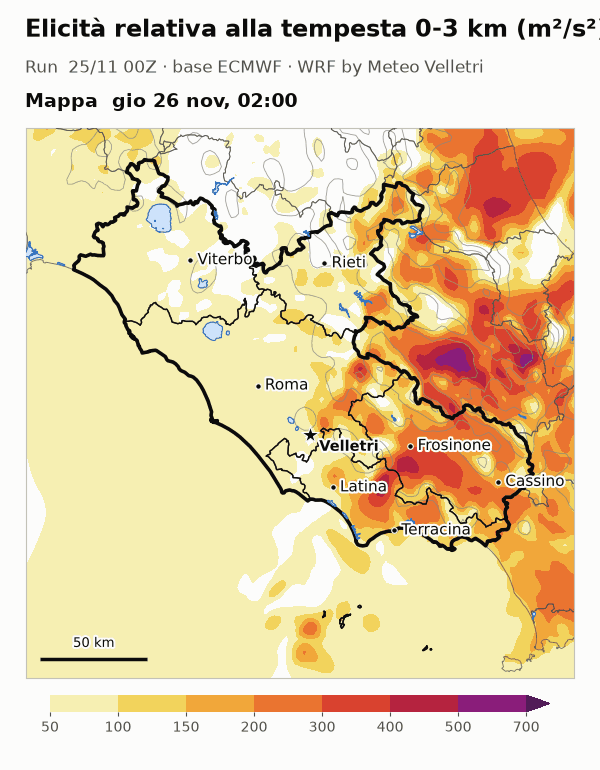 Elicità relativa alla tempesta 0-3 km (m²/s²)
Run 25/11 00Z · base ECMWF · WRF by Meteo Velletri
Mappa gio 26 nov, 02:00
Viterbo
Rieti
Roma
Velletri
Frosinone
Latina
Cassino
Terracina
50 km
50 100 150 200 300 400 500 700